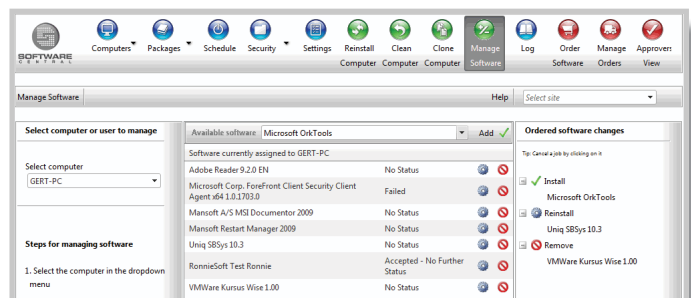 SOFTWARE
CENTRAL
Computers
Packages
Schedule
Security
Settings
Reinstall
Computer
Clean
Computer
Clone
Computer
Manage
Software
Log
Order
Software
Manage
Orders
Approvers
View
Manage Software
Help
Select site
Select computer or user to manage
Select computer
GERT-PC
Steps for managing software
1. Select the computer in the dropdown
menu
Available software Microsoft OrkTools Add
Software currently assigned to GERT-PC
Adobe Reader 9.2.0 EN No Status
Microsoft Corp. ForeFront Client Security Client
Agent x64 1.0.1703.0 Failed
Mansoft A/S MSI Documentor 2009 No Status
Mansoft Restart Manager 2009 No Status
Uniq SBSys 10.3 No Status
RonnieSoft Test Ronnie Accepted - No Further
Status
VMWare Kursus Wise 1.00 No Status
Ordered software changes
Tip: Cancel a job by clicking on it
Install
Microsoft OrkTools
Reinstall
Uniq SBSys 10.3
Remove
VMWare Kursus Wise 1.00